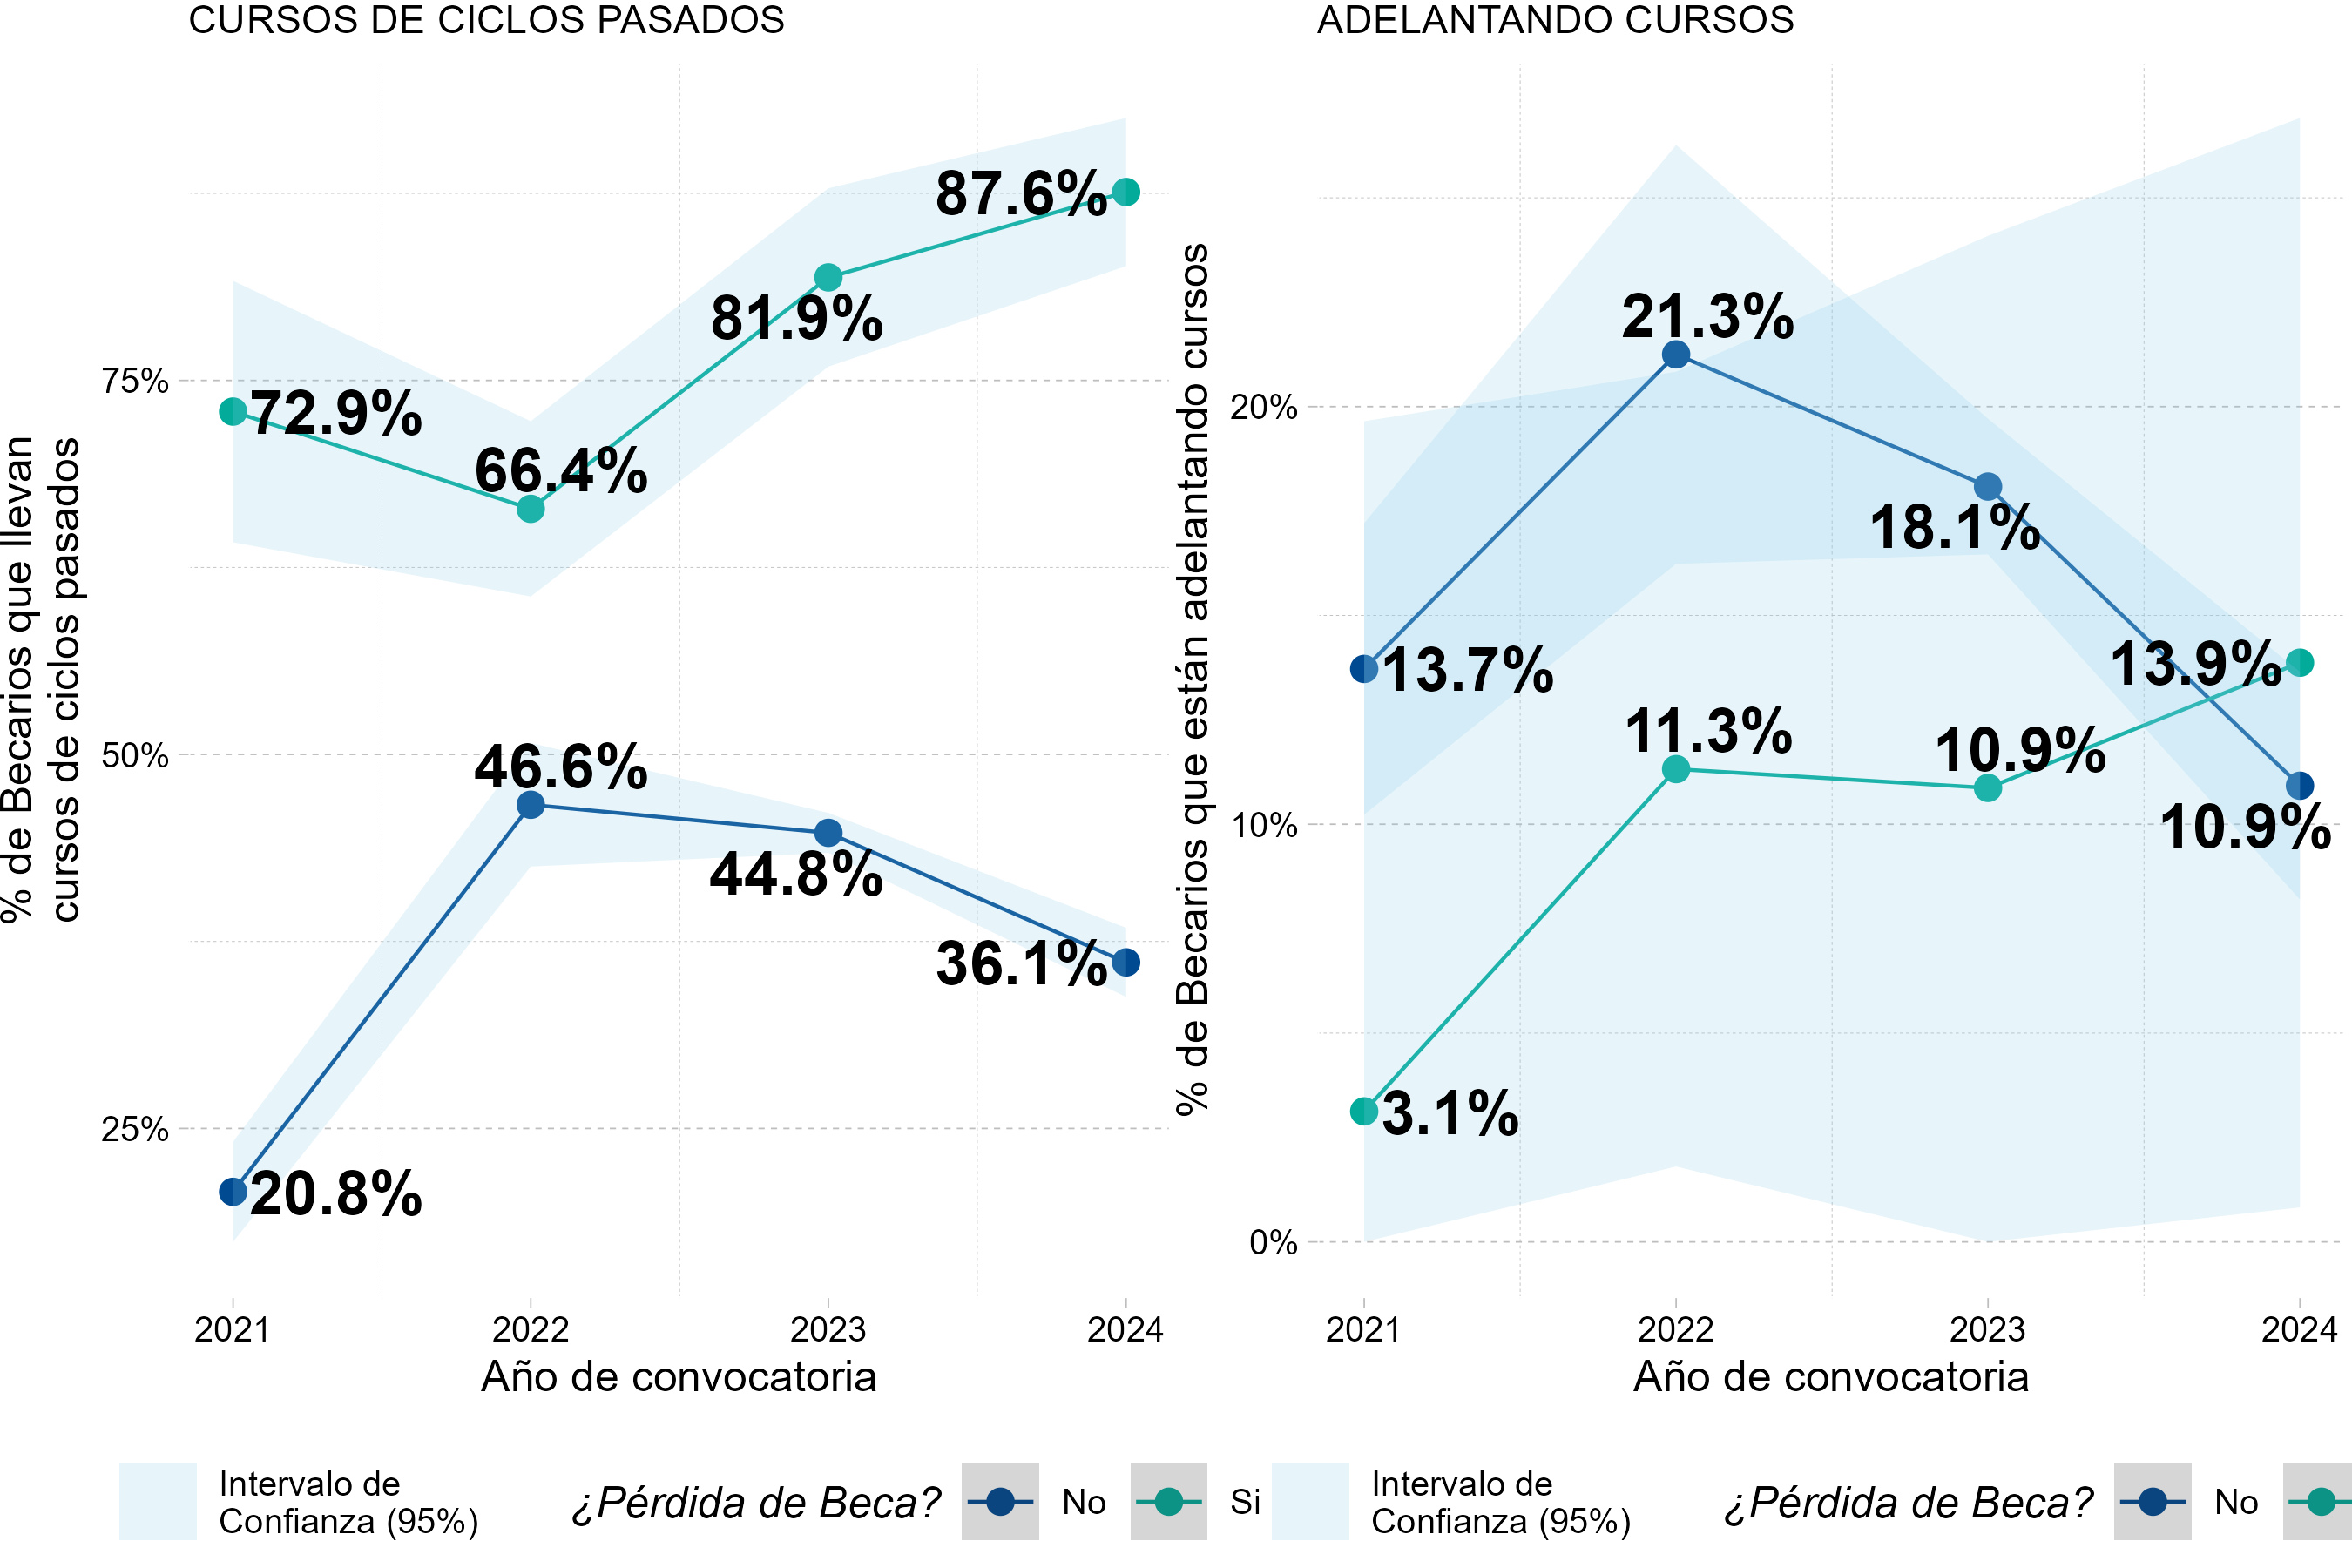 CURSOS DE CICLOS PASADOS
% de Becarios que llevan
cursos de ciclos pasados
75%
50%
25%
87.6%
81.9%
72.9%
66.4%
46.6%
44.8%
36.1%
20.8%
2021
2022
2023
2024
Año de convocatoria
Intervalo de
Confianza (95%)
¿Pérdida de Beca?
No
Si
ADELANTANDO CURSOS
% de Becarios que están adelantando cursos
20%
10%
0%
21.3%
18.1%
13.7%
13.9%
11.3%
10.9%
10.9%
3.1%
2021
2022
2023
2024
Año de convocatoria
Intervalo de
Confianza (95%)
¿Pérdida de Beca?
No